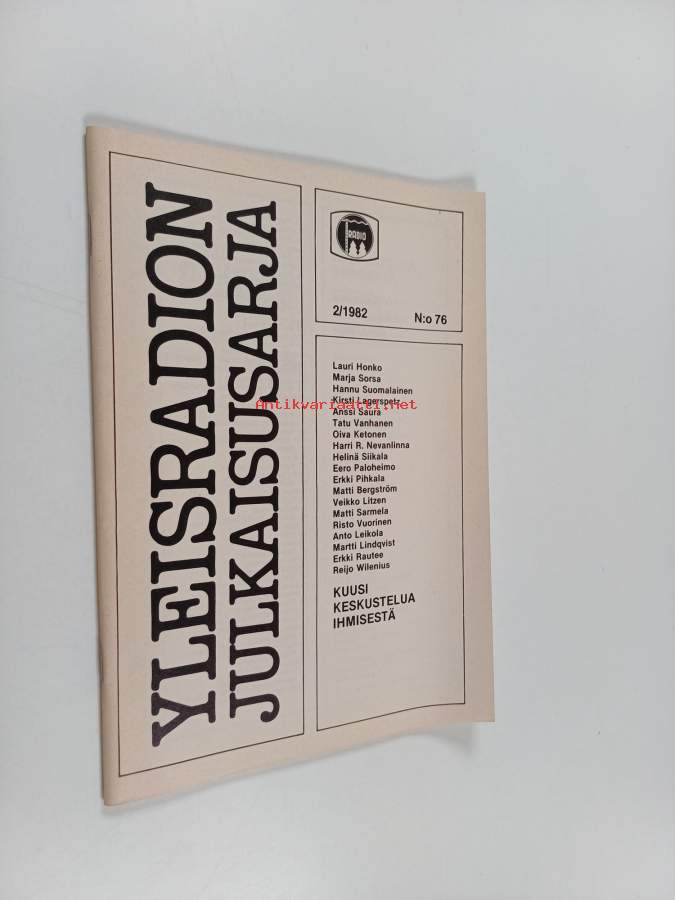 YLEISRADION
JULKAISUSARJA
RADIO
2/1982 N:o 76
Lauri Honko
Marja Sorsa
Hannu Suomalainen
Kirsti Lagerspetz
Antikvariaatti.net
Anssi Saura
Tatu Vanhanen
Oiva Ketonen
Harri R. Nevanlinna
Helinä Siikala
Eero Paloheimo
Erkki Pihkala
Matti Bergström
Veikko Litzen
Matti Sarmela
Risto Vuorinen
Anto Leikola
Martti Lindqvist
Erkki Rautee
Reijo Wilenius
KUUSI
KESKUSTELUA
IHMISESTÄ